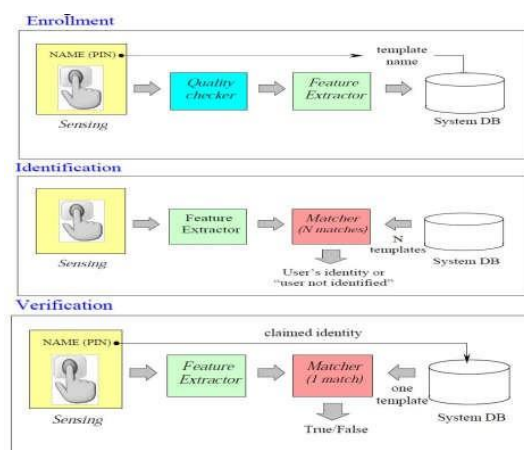 Enrollment
NAME (PIN)
template
name
Quality
checker
Feature
Extractor
Sensing
System DB
Identification
Feature
Extractor
Matcher
(N matches)
N
templates
Sensing
System DB
User's identity or
"user not identified"
Verification
NAME (PIN)
claimed identity
Feature
Extractor
Matcher
(1 match)
one
template
Sensing
System DB
True/False